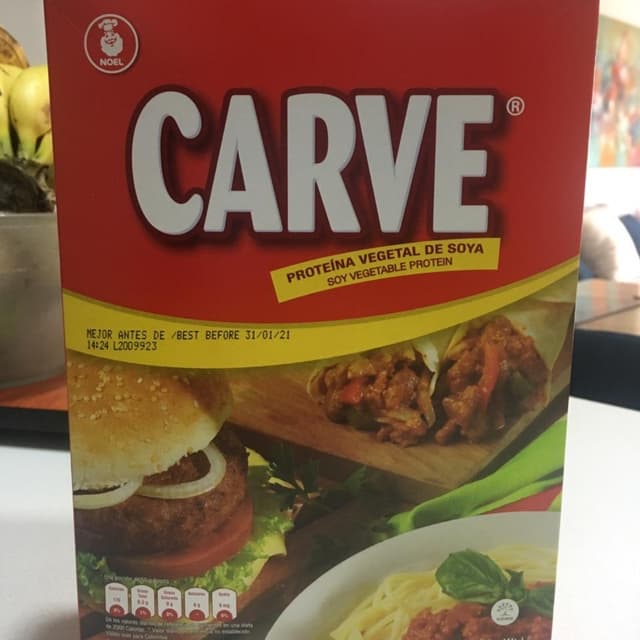 NOEL
CARVE®
PROTEÍNA VEGETAL DE SOYA
SOY VEGETABLE PROTEIN
MEJOR ANTES DE /BEST BEFORE 31/01/21
14:24 L2009923